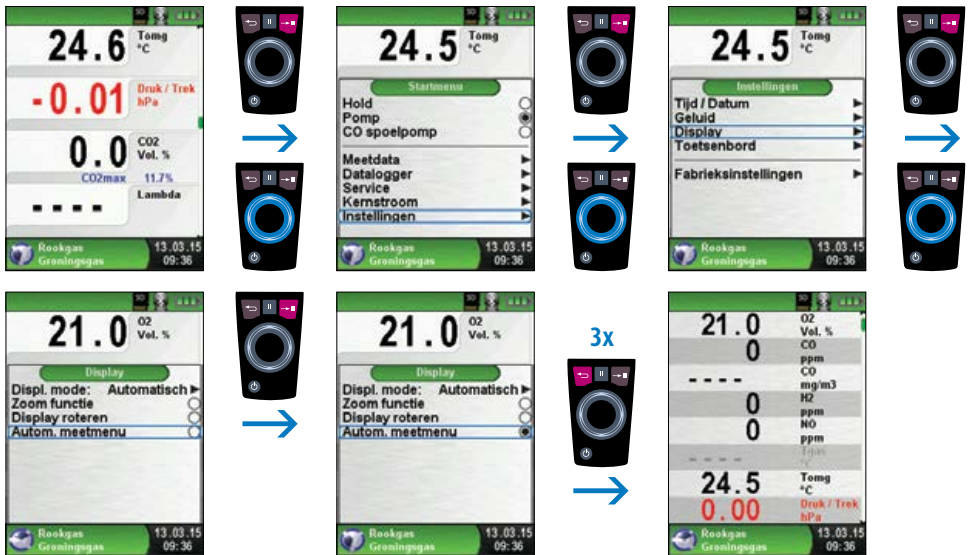 24.6 Tomg °C
-0.01 Druk / Trek hPa
0.0 CO2 Vol. %
CO2max 11.7%
---- Lambda
Rookgas 13.03.15
Groningsgas 09:36
24.5 Tomg °C
Startmenu
Hold
Pomp
CO spoelpomp
Meetdata
Datalogger
Service
Kernstroom
Instellingen
Rookgas 13.03.15
Groningsgas 09:36
24.5 Tomg °C
Instellingen
Tijd / Datum
Geluid
Display
Toetsenbord
Fabrieksinstellingen
Rookgas 13.03.15
Groningsgas 09:36
21.0 O2 Vol. %
Display
Displ. mode: Automatisch
Zoom functie
Display roteren
Autom. meetmenu
Rookgas 13.03.15
Groningsgas 09:36
21.0 O2 Vol. %
Display
Displ. mode: Automatisch
Zoom functie
Display roteren
Autom. meetmenu
Rookgas 13.03.15
Groningsgas 09:36
3x
21.0 O2 Vol. %
0 CO ppm
---- CO mg/m3
0 H2 ppm
0 NO ppm
---- °C
24.5 Tomg °C
0.00 Druk / Trek hPa
Rookgas 13.03.15
Groningsgas 09:36